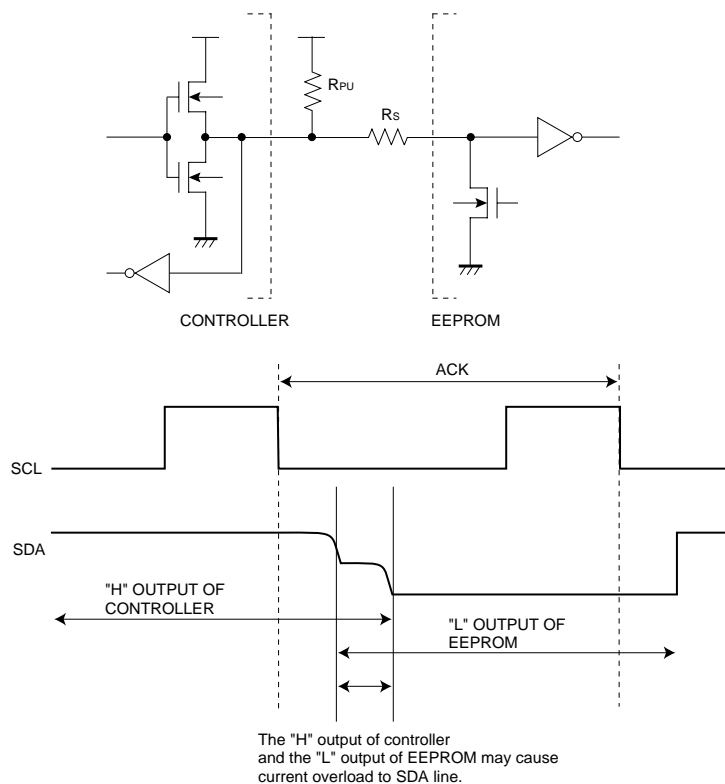 RPU
RS
CONTROLLER
EEPROM
ACK
SCL
SDA
"H" OUTPUT OF
CONTROLLER
"L" OUTPUT OF
EEPROM
The "H" output of controller
and the "L" output of EEPROM may cause
current overload to SDA line.